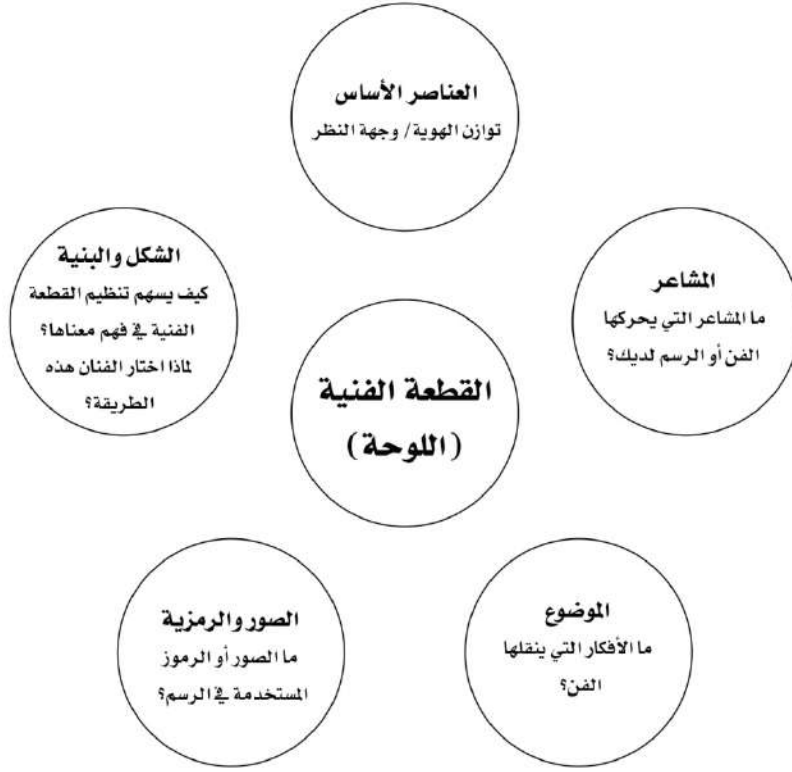 العناصر الأساس
توازن الهوية/ وجهة النظر
المشاعر
ما المشاعر التي يحركها
الفن أو الرسم لديك؟
الشكل والبنية
كيف يسهم تنظيم القطعة
الفنية في فهم معناها؟
لماذا اختار الفنان هذه
الطريقة؟
القطعة الفنية
(اللوحة)
الموضوع
ما الأفكار التي ينقلها
الفن؟
الصور والرمزية
ما الصور أو الرموز
المستخدمة في الرسم؟